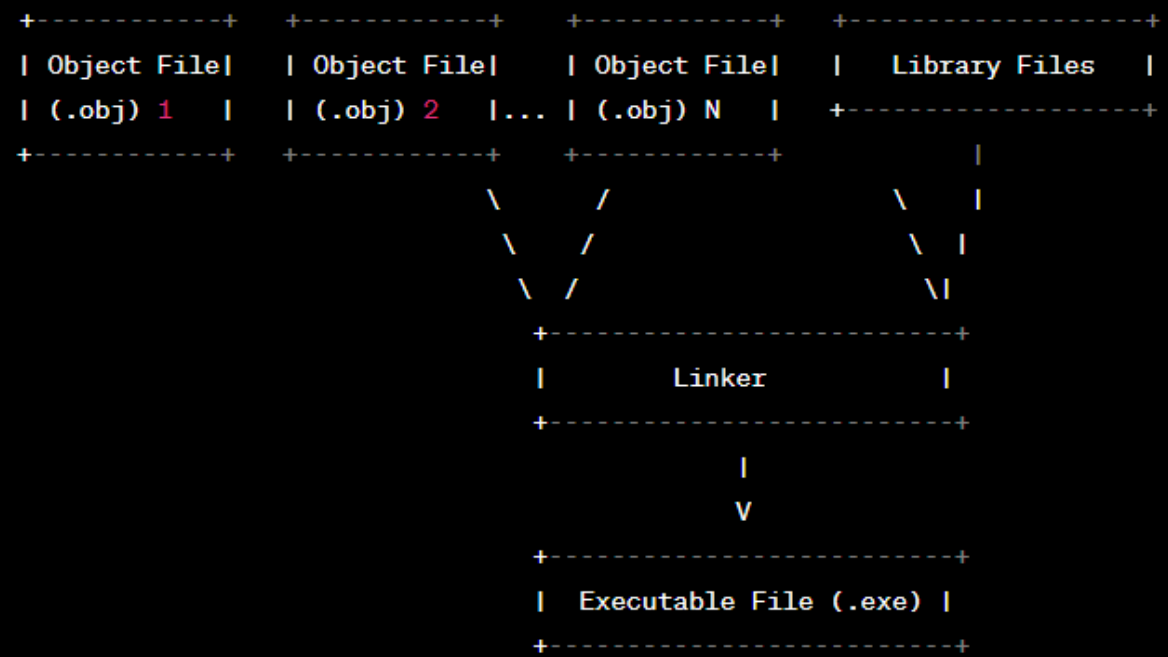 +------------+   +------------+    +------------+   +-------------------+
| Object File|   | Object File|    | Object File|   |   Library Files   |
| (.obj) 1   |   | (.obj) 2   |... | (.obj) N   |   +-------------------+
+------------+   +------------+    +------------+            |
                              \      /                  \    |
                               \    /                    \  |
                                \  /                      \|
                                 +--------------------------+
                                 |        Linker           |
                                 +--------------------------+
                                              |
                                              V
                                 +--------------------------+
                                 |  Executable File (.exe) |
                                 +--------------------------+